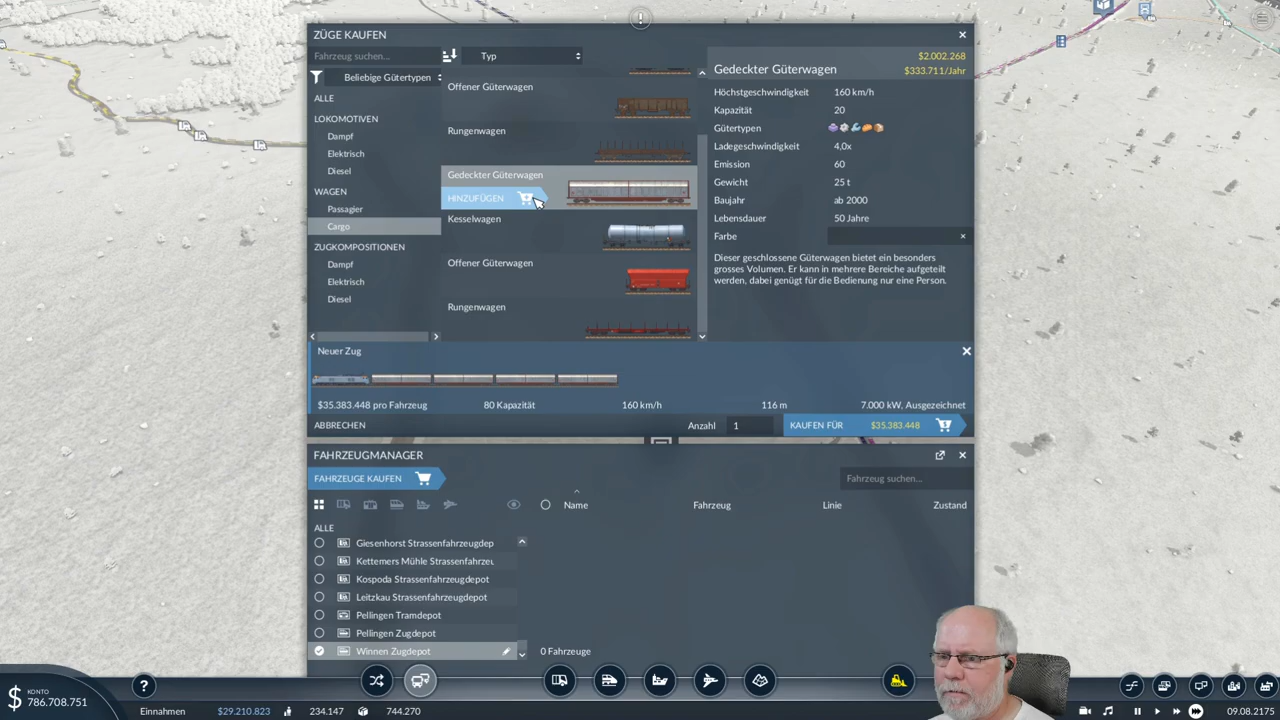 ZÜGE KAUFEN
Fahrzeug suchen...
Typ
Beliebige Gütertypen
ALLE
LOKOMOTIVEN
Dampf
Elektrisch
Diesel
WAGEN
Passagier
Cargo
ZUGKOMPOSITIONEN
Dampf
Elektrisch
Diesel
Offener Güterwagen
Rungenwagen
Gedeckter Güterwagen
HINZUFÜGEN
Kesselwagen
Offener Güterwagen
Rungenwagen
$2.002.268
Gedeckter Güterwagen
$333.711/Jahr
Höchstgeschwindigkeit 160 km/h
Kapazität 20
Gütertypen
Ladegeschwindigkeit 4,0x
Emission 60
Gewicht 25 t
Baujahr ab 2000
Lebensdauer 50 Jahre
Farbe
Dieser geschlossene Güterwagen bietet ein besonders
grosses Volumen. Er kann in mehrere Bereiche aufgeteilt
werden, dabei genügt für die Bedienung nur eine Person.
Neuer Zug
$35.383.448 pro Fahrzeug 80 Kapazität 160 km/h 116 m 7.000 kW, Ausgezeichnet
ABBRECHEN Anzahl 1 KAUFEN FÜR $35.383.448
FAHRZEUGMANAGER
FAHRZEUGE KAUFEN Fahrzeug suchen...
Name Fahrzeug Linie Zustand
ALLE
Giesenhorst Strassenfahrzeugdep
Kettemers Mühle Strassenfahrzeu
Kospoda Strassenfahrzeugdepot
Leitzkau Strassenfahrzeugdepot
Pellingen Tramdepot
Pellingen Zugdepot
Winnen Zugdepot 0 Fahrzeuge
$ KONTO
786.708.751
?
Einnahmen $29.210.823 234.147 744.270 09.08.2175